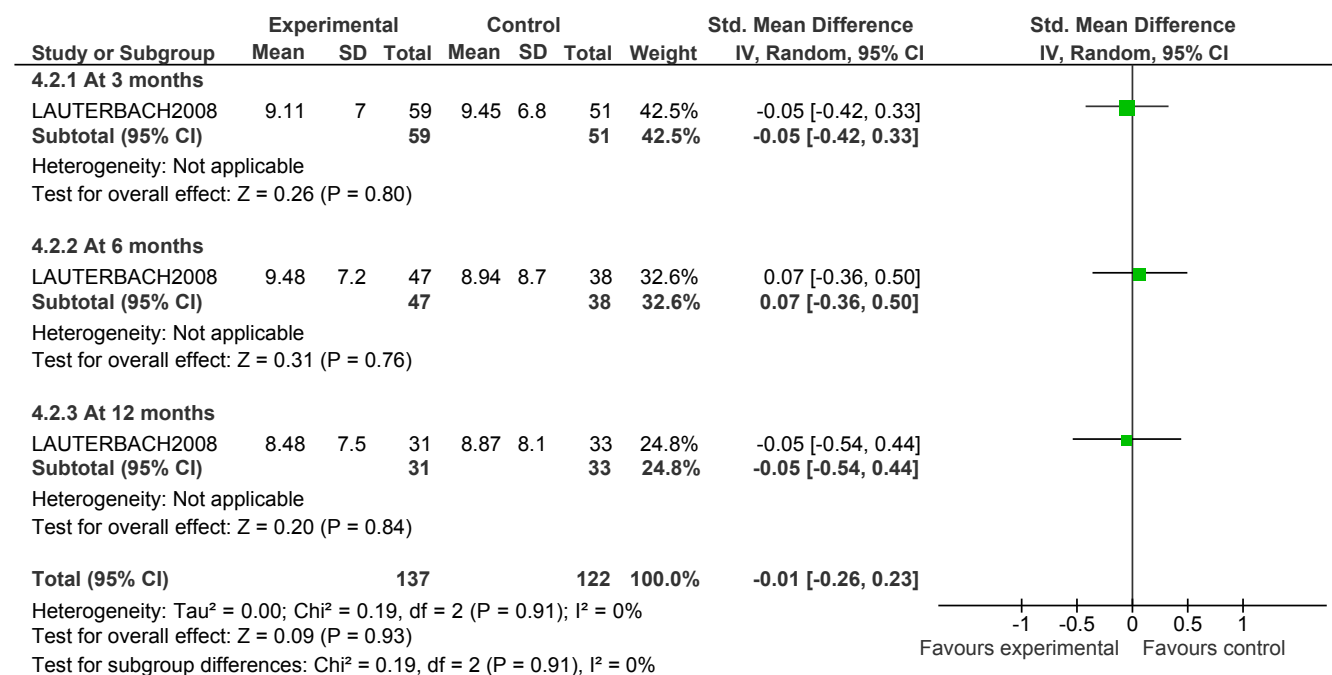 Experimental Control Std. Mean Difference Std. Mean Difference
Study or Subgroup Mean SD Total Mean SD Total Weight IV, Random, 95% CI IV, Random, 95% CI
4.2.1 At 3 months
LAUTERBACH2008 9.11 7 59 9.45 6.8 51 42.5% -0.05 [-0.42, 0.33]
Subtotal (95% CI) 59 51 42.5% -0.05 [-0.42, 0.33]
Heterogeneity: Not applicable
Test for overall effect: Z = 0.26 (P = 0.80)
4.2.2 At 6 months
LAUTERBACH2008 9.48 7.2 47 8.94 8.7 38 32.6% 0.07 [-0.36, 0.50]
Subtotal (95% CI) 47 38 32.6% 0.07 [-0.36, 0.50]
Heterogeneity: Not applicable
Test for overall effect: Z = 0.31 (P = 0.76)
4.2.3 At 12 months
LAUTERBACH2008 8.48 7.5 31 8.87 8.1 33 24.8% -0.05 [-0.54, 0.44]
Subtotal (95% CI) 31 33 24.8% -0.05 [-0.54, 0.44]
Heterogeneity: Not applicable
Test for overall effect: Z = 0.20 (P = 0.84)
Total (95% CI) 137 122 100.0% -0.01 [-0.26, 0.23]
Heterogeneity: Tau² = 0.00; Chi² = 0.19, df = 2 (P = 0.91); I² = 0%
Test for overall effect: Z = 0.09 (P = 0.93)
Test for subgroup differences: Chi² = 0.19, df = 2 (P = 0.91), I² = 0%
-1 -0.5 0 0.5 1
Favours experimental Favours control